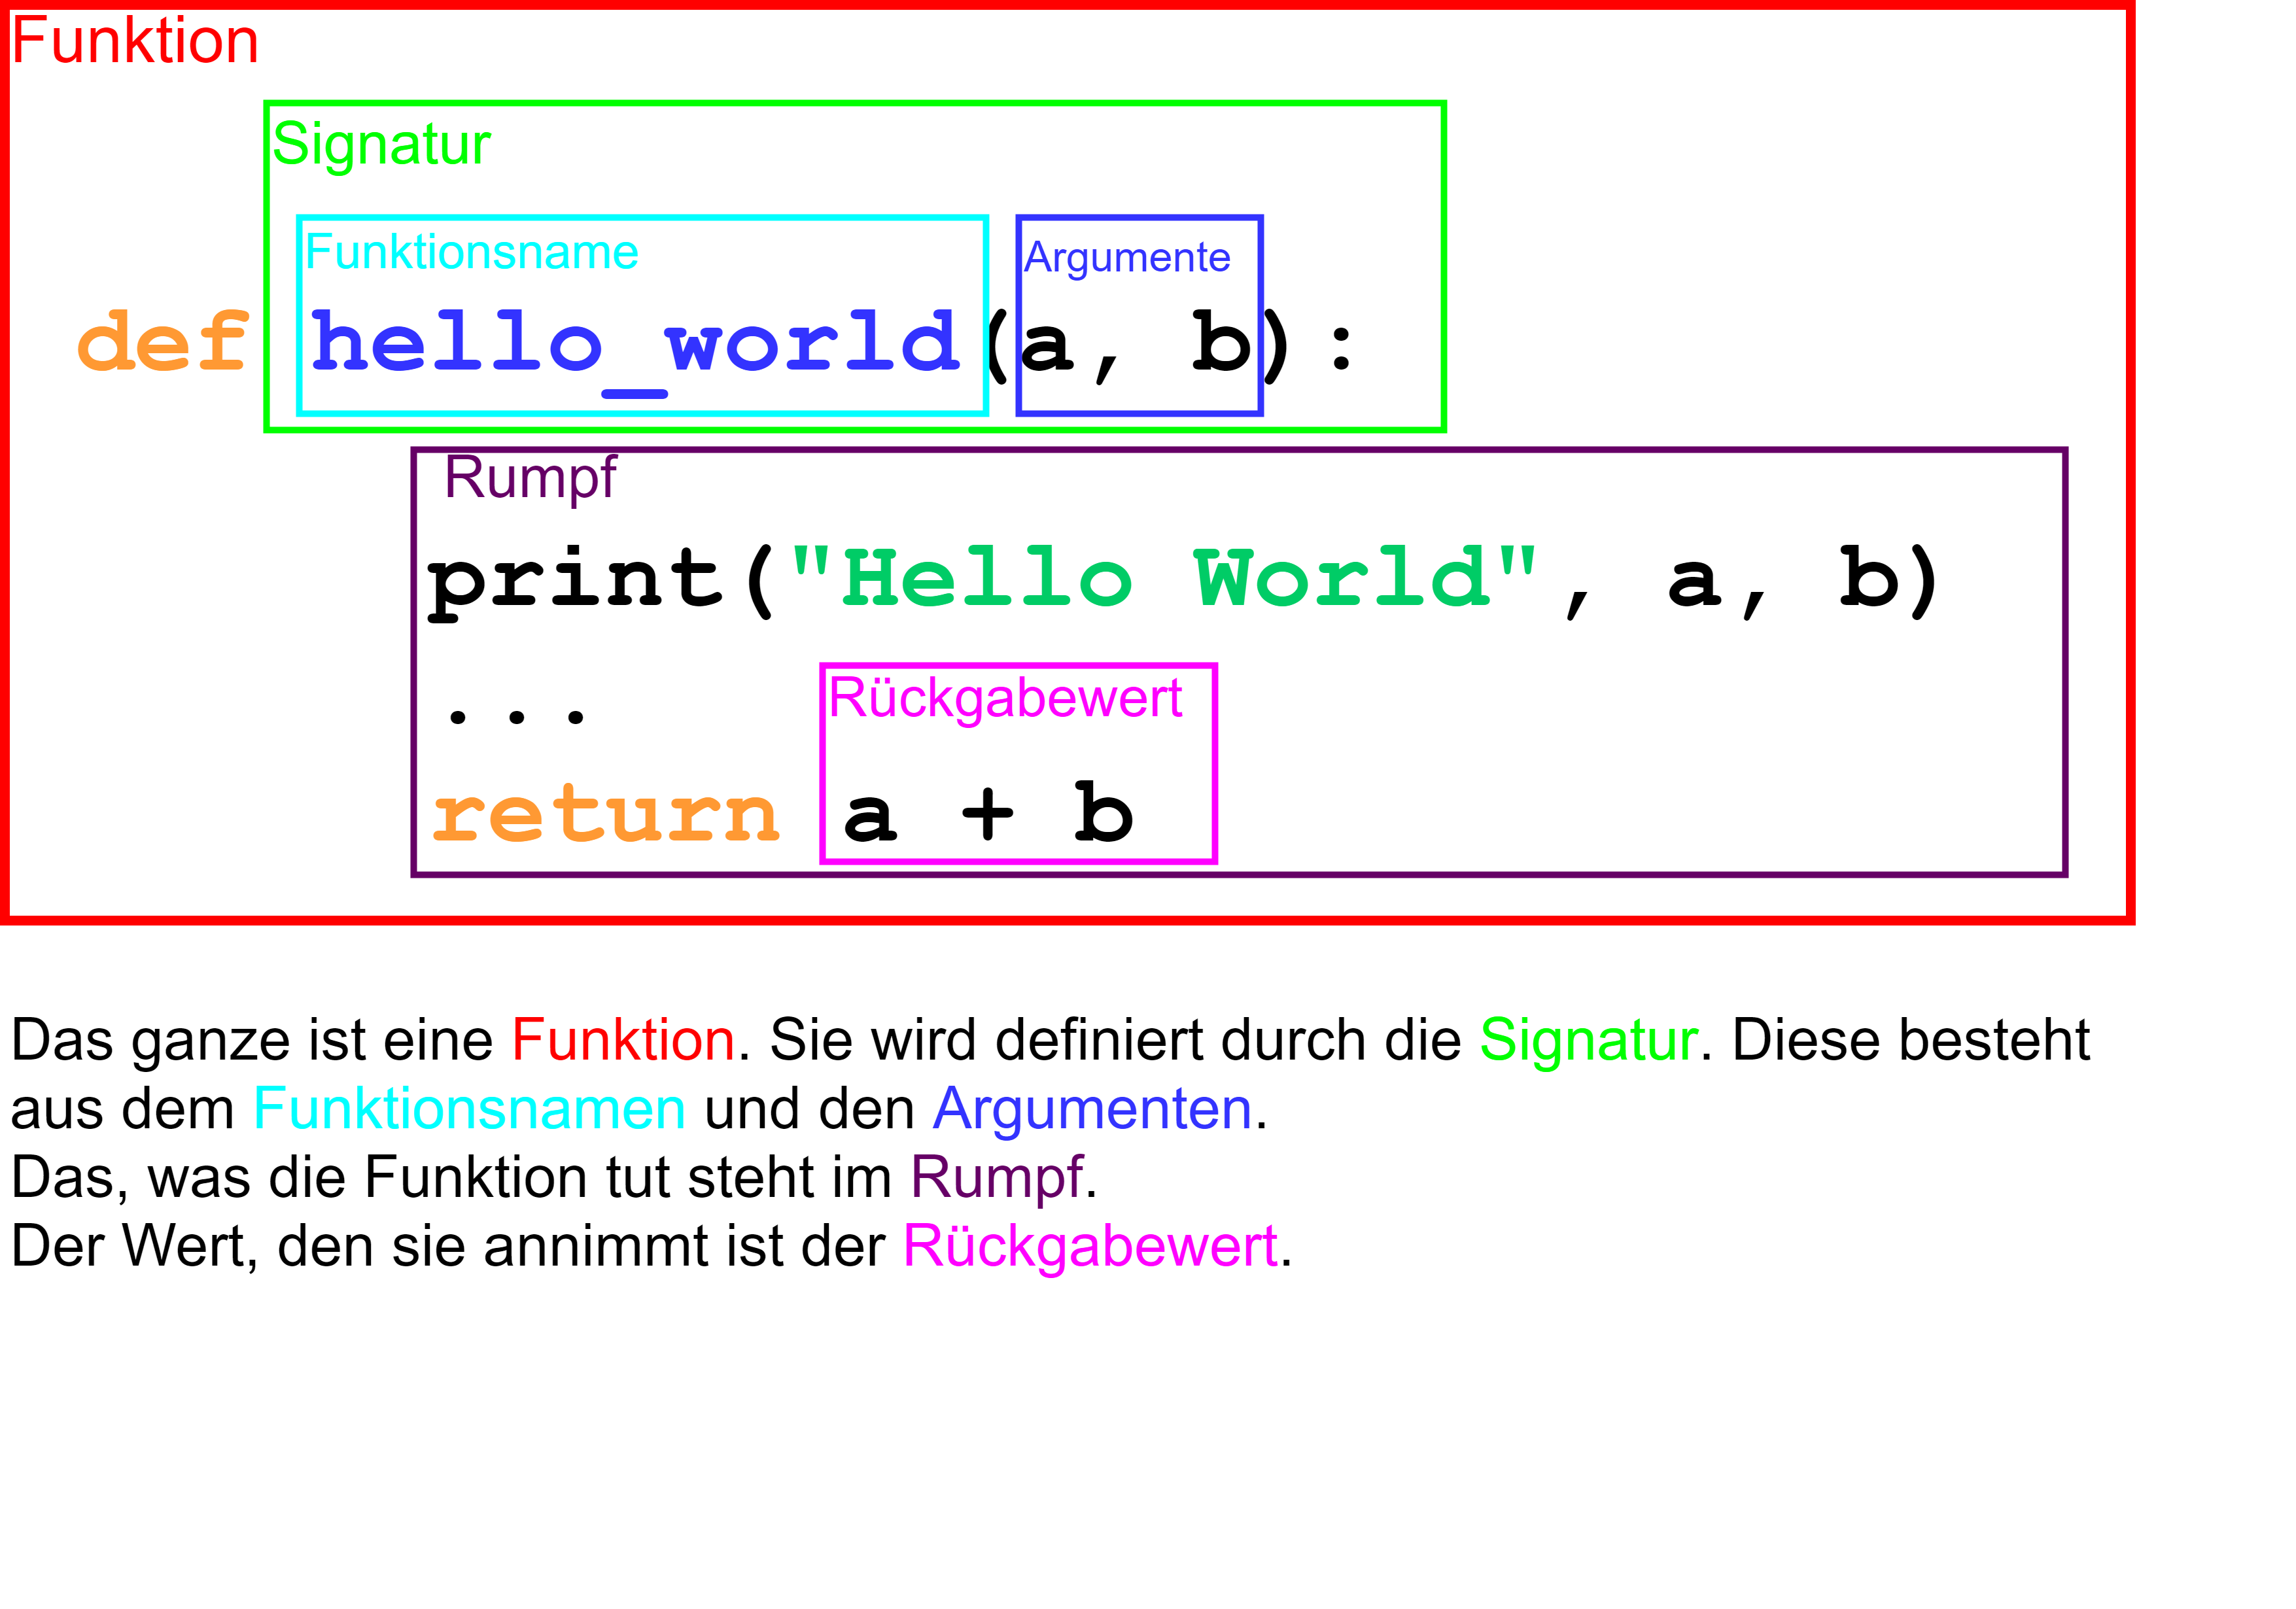 Funktion
Signatur
Funktionsname
Argumente
def hello_world(a, b):
Rumpf
print("Hello World", a, b)
...
Rückgabewert
return a + b
Das ganze ist eine Funktion. Sie wird definiert durch die Signatur. Diese besteht
aus dem Funktionsnamen und den Argumenten.
Das, was die Funktion tut steht im Rumpf.
Der Wert, den sie annimmt ist der Rückgabewert.